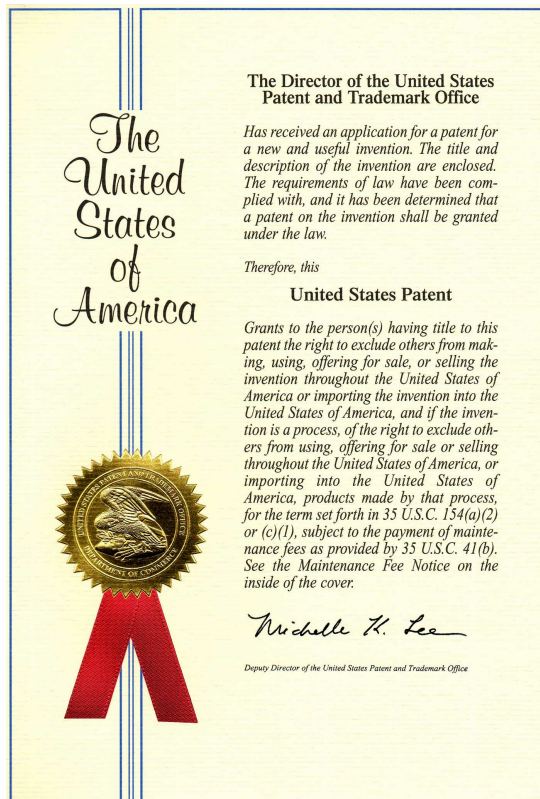 The
United
States
of
America
The Director of the United States
Patent and Trademark Office
Has received an application for a patent for
a new and useful invention. The title and
description of the invention are enclosed.
The requirements of law have been com-
plied with, and it has been determined that
a patent on the invention shall be granted
under the law.
Therefore, this
United States Patent
Grants to the person(s) having title to this
patent the right to exclude others from mak-
ing, using, offering for sale, or selling the
invention throughout the United States of
America or importing the invention into the
United States of America, and if the inven-
tion is a process, of the right to exclude oth-
ers from using, offering for sale or selling
throughout the United States of America, or
importing into the United States of
America, products made by that process,
for the term set forth in 35 U.S.C. 154(a)(2)
or (c)(1), subject to the payment of mainte-
nance fees as provided by 35 U.S.C. 41(b).
See the Maintenance Fee Notice on the
inside of the cover.
Michelle K. Lee
Deputy Director of the United States Patent and Trademark Office
UNITED STATES PATENT AND TRADEMARK OFFICE
DEPARTMENT OF COMMERCE